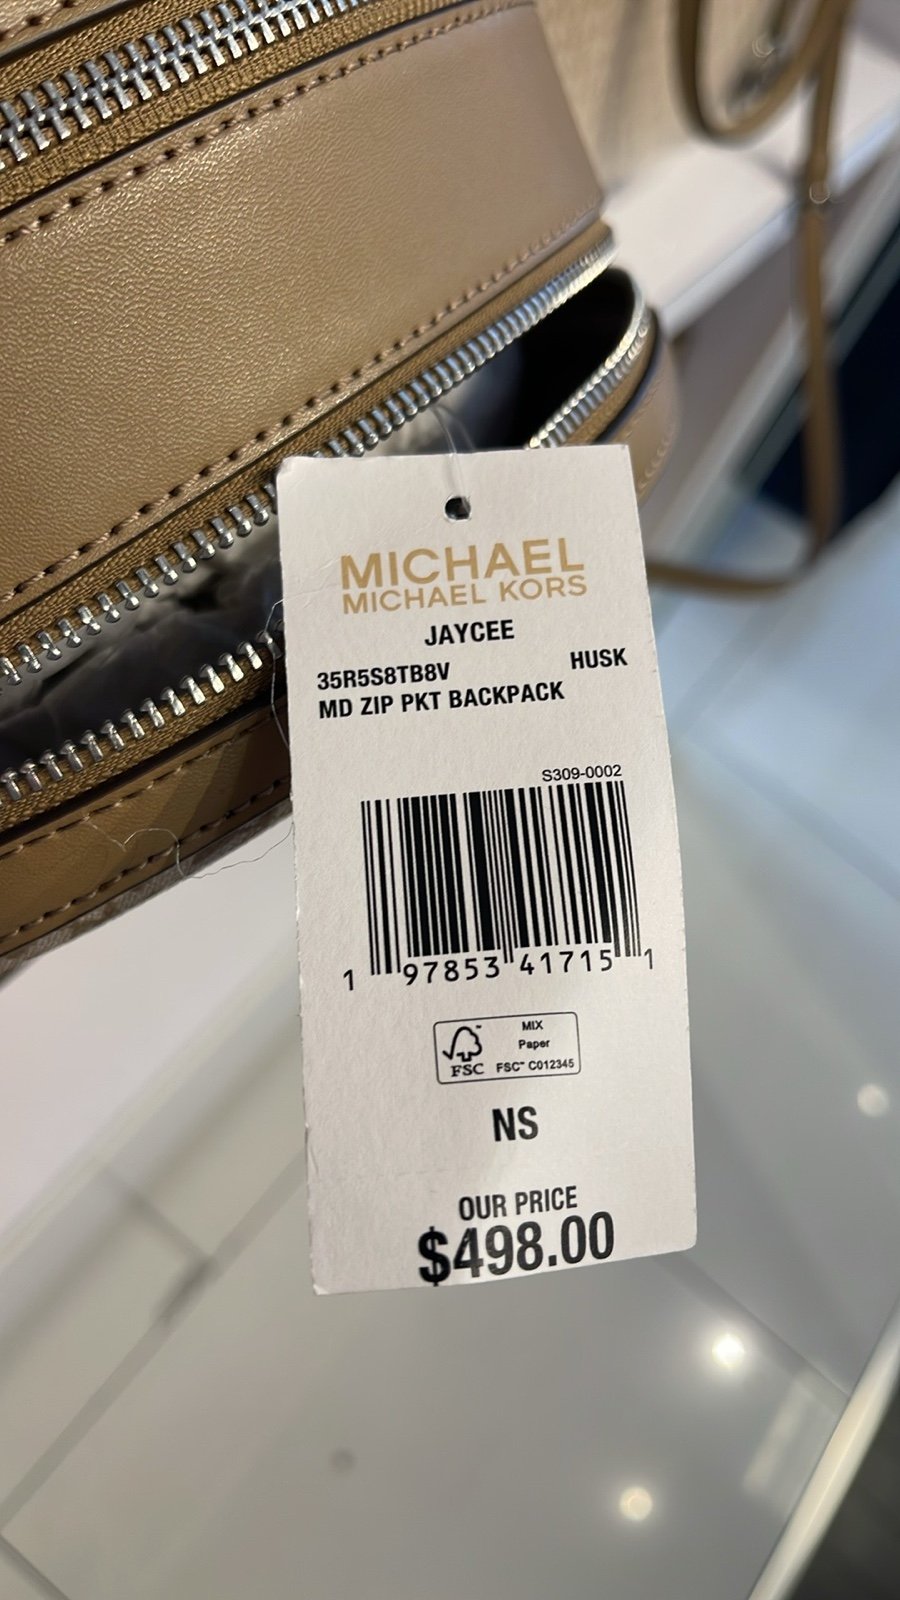 MICHAEL
MICHAEL KORS
JAYCEE
35R5S8TB8V HUSK
MD ZIP PKT BACKPACK
S309-0002
1 97853 41715 1
FSC
MIX
Paper
FSC™ C012345
NS
OUR PRICE
$498.00